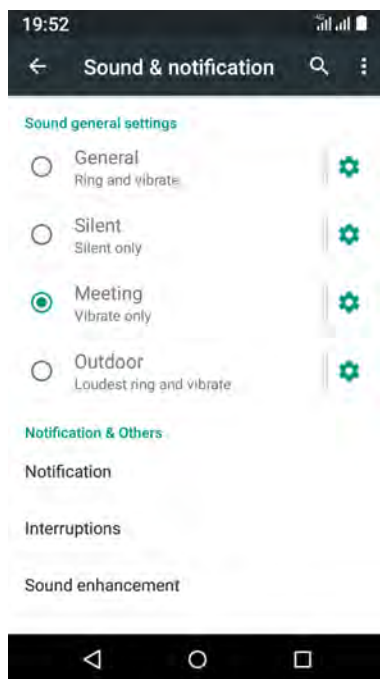 19:52
Sound & notification
Sound general settings
General
Ring and vibrate
Silent
Silent only
Meeting
Vibrate only
Outdoor
Loudest ring and vibrate
Notification & Others
Notification
Interruptions
Sound enhancement